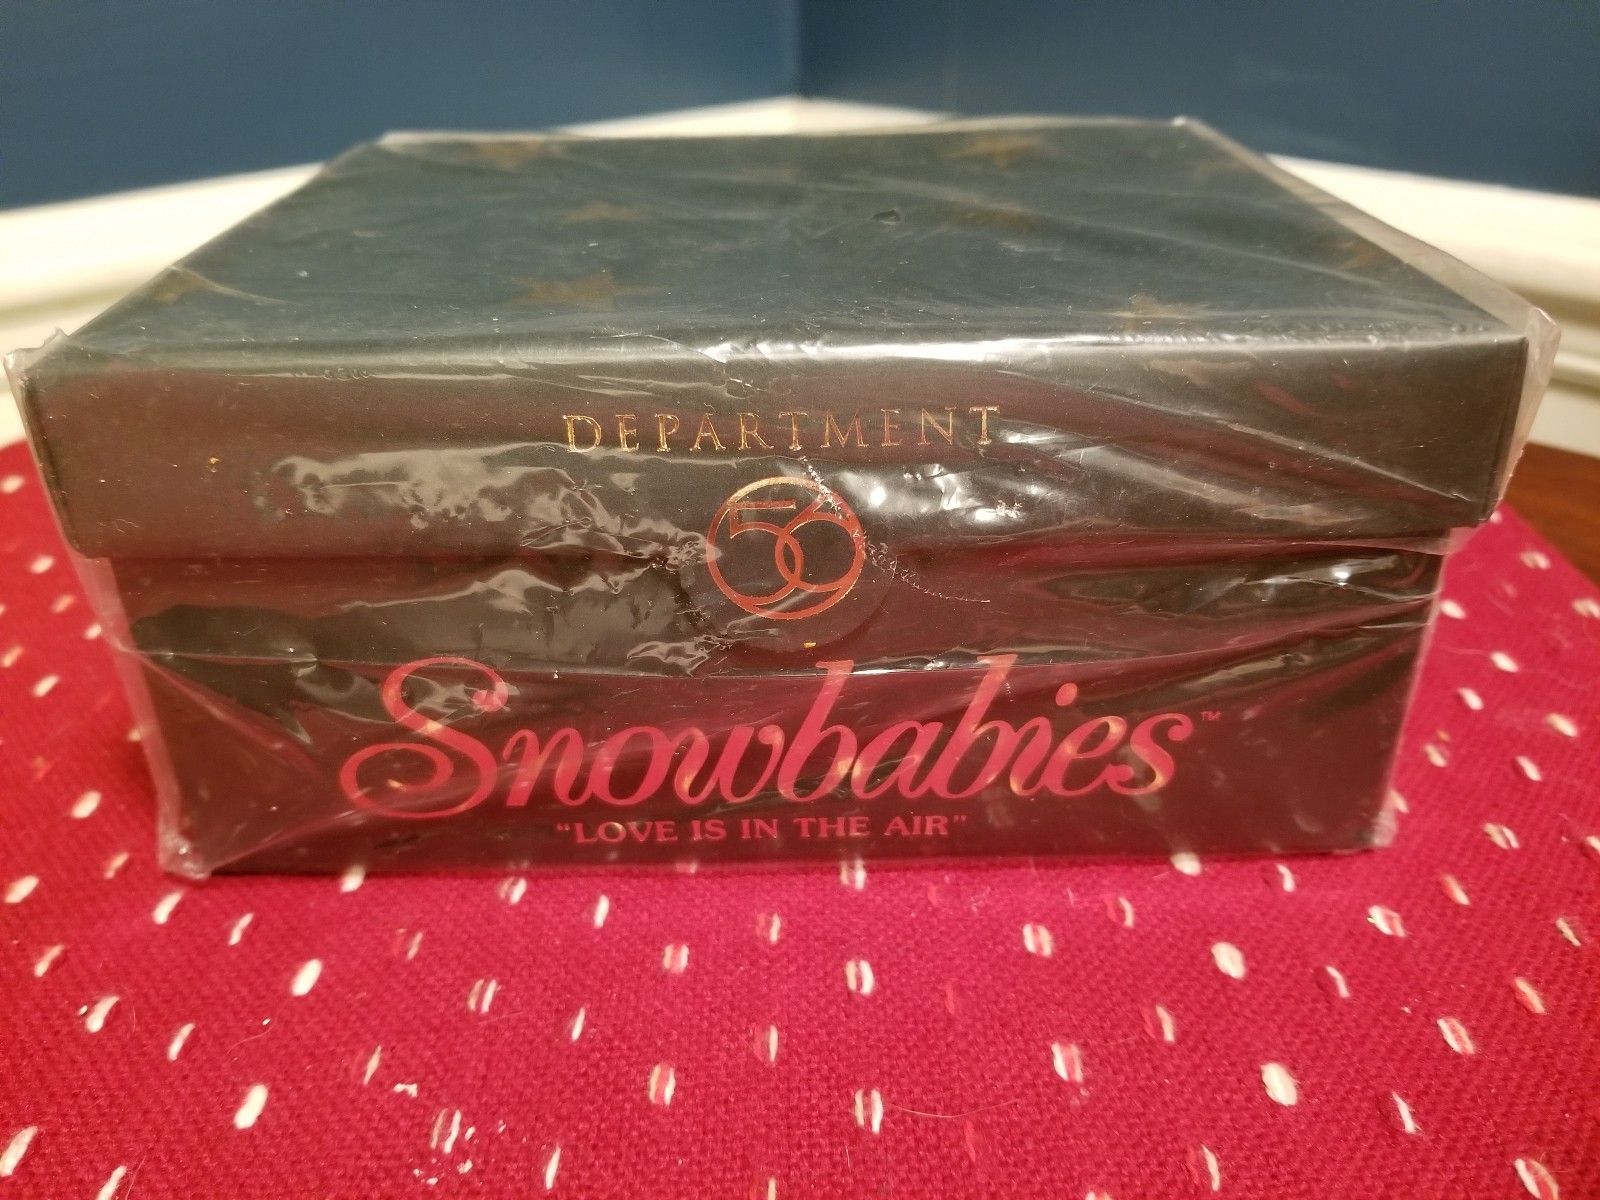 DEPARTMENT
56
Snowbabies™
"LOVE IS IN THE AIR"